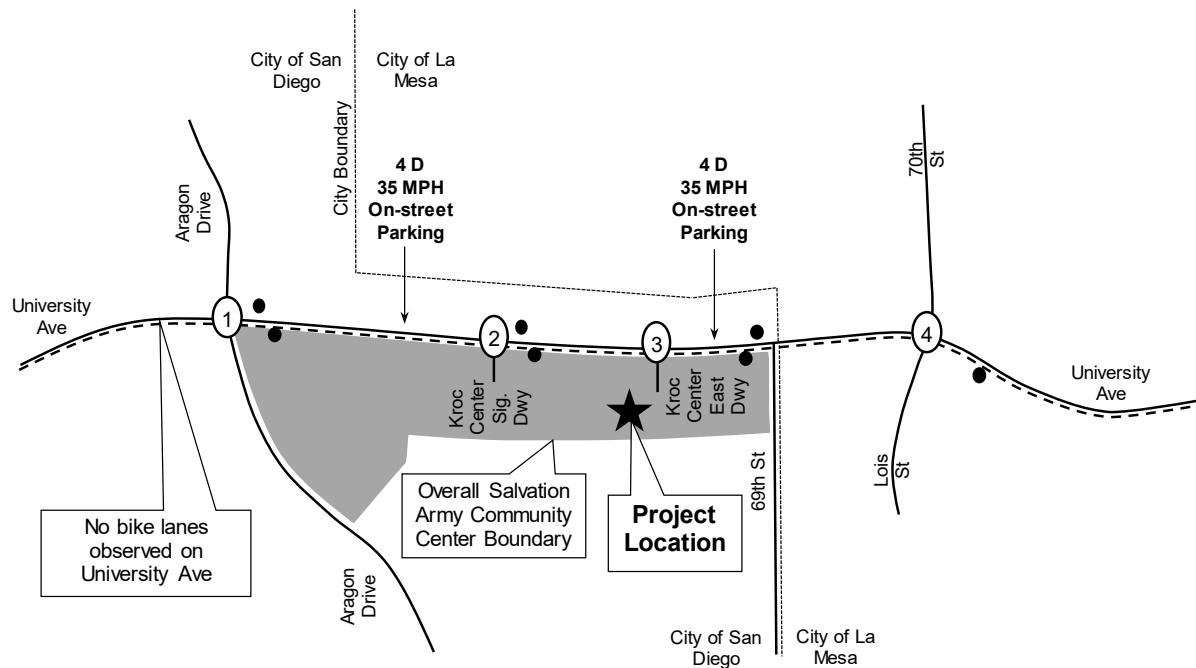 City of San
Diego
City of La
Mesa
City Boundary
4 D
35 MPH
On-street
Parking
4 D
35 MPH
On-street
Parking
70th
St
Aragon
Drive
University
Ave
1
2
3
4
Kroc
Center
Sig.
Dwy
Kroc
Center
East
Dwy
University
Ave
Lois
St
69th St
No bike lanes
observed on
University Ave
Overall Salvation
Army Community
Center Boundary
Project
Location
Aragon
Drive
City of San
Diego
City of La
Mesa